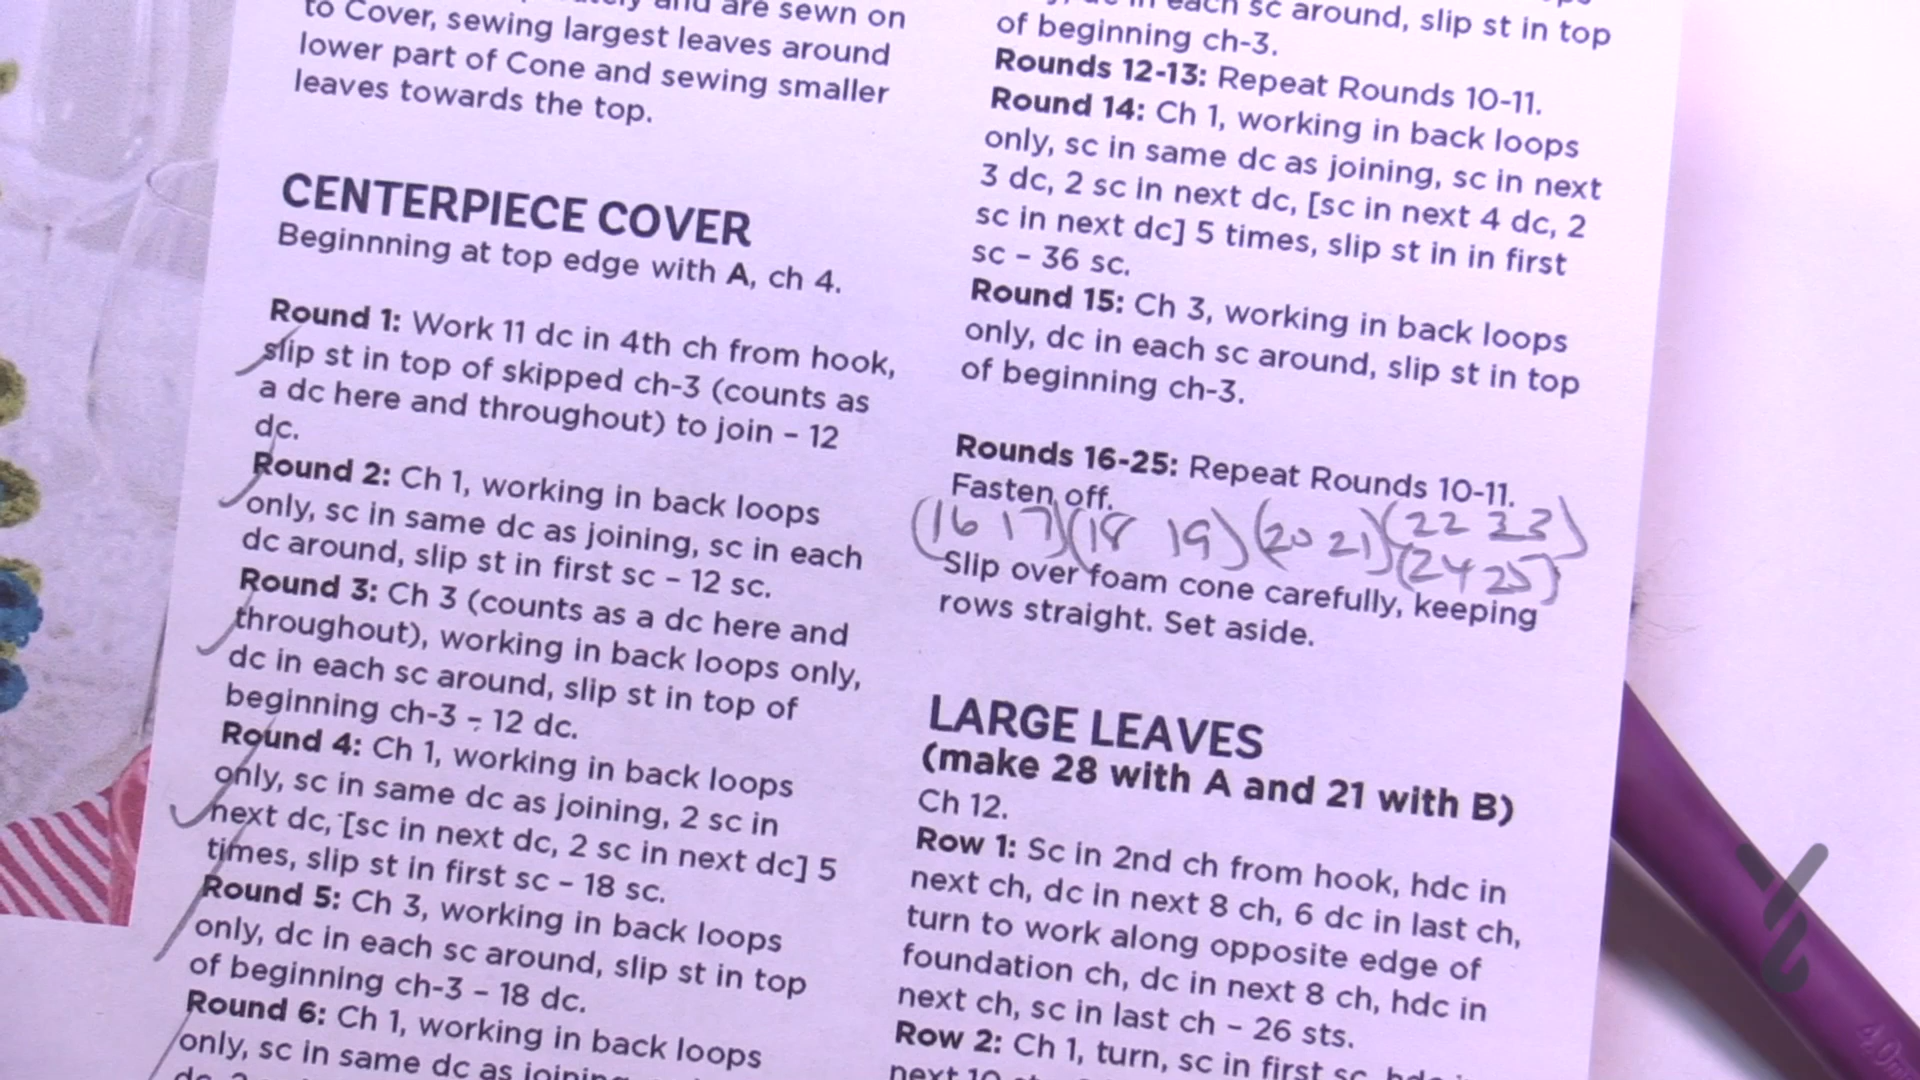 and are sewn on
to Cover, sewing largest leaves around
lower part of Cone and sewing smaller
leaves towards the top.
CENTERPIECE COVER
Beginnning at top edge with A, ch 4.
Round 1: Work 11 dc in 4th ch from hook,
slip st in top of skipped ch-3 (counts as
a dc here and throughout) to join – 12
dc.
Round 2: Ch 1, working in back loops
only, sc in same dc as joining, sc in each
dc around, slip st in first sc – 12 sc.
Round 3: Ch 3 (counts as a dc here and
throughout), working in back loops only,
dc in each sc around, slip st in top of
beginning ch-3 – 12 dc.
Round 4: Ch 1, working in back loops
only, sc in same dc as joining, 2 sc in
next dc, [sc in next dc, 2 sc in next dc] 5
times, slip st in first sc – 18 sc.
Round 5: Ch 3, working in back loops
only, dc in each sc around, slip st in top
of beginning ch-3 – 18 dc.
Round 6: Ch 1, working in back loops
only, sc in same dc as joining
dc in each sc around, slip st in top
of beginning ch-3.
Rounds 12-13: Repeat Rounds 10-11.
Round 14: Ch 1, working in back loops
only, sc in same dc as joining, sc in next
3 dc, 2 sc in next dc, [sc in next 4 dc, 2
sc in next dc] 5 times, slip st in in first
sc – 36 sc.
Round 15: Ch 3, working in back loops
only, dc in each sc around, slip st in top
of beginning ch-3.
Rounds 16-25: Repeat Rounds 10-11.
Fasten off.
(16 17)(18 19)(20 21)(22 23)
(24 25)
Slip over foam cone carefully, keeping
rows straight. Set aside.
LARGE LEAVES
(make 28 with A and 21 with B)
Ch 12.
Row 1: Sc in 2nd ch from hook, hdc in
next ch, dc in next 8 ch, 6 dc in last ch,
turn to work along opposite edge of
foundation ch, dc in next 8 ch, hdc in
next ch, sc in last ch – 26 sts.
Row 2: Ch 1, turn, sc in first sc, hdc
next 10